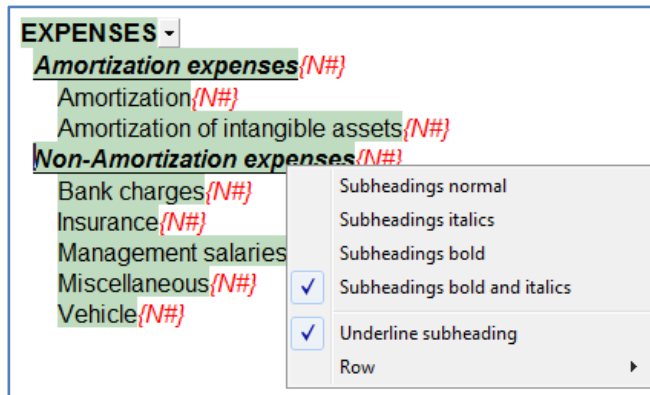 EXPENSES
Amortization expenses{N#}
Amortization{N#}
Amortization of intangible assets{N#}
Non-Amortization expenses{N#}
Bank charges{N#}
Insurance{N#}
Management salaries
Miscellaneous{N#}
Vehicle{N#}
Subheadings normal
Subheadings italics
Subheadings bold
Subheadings bold and italics
Underline subheading
Row